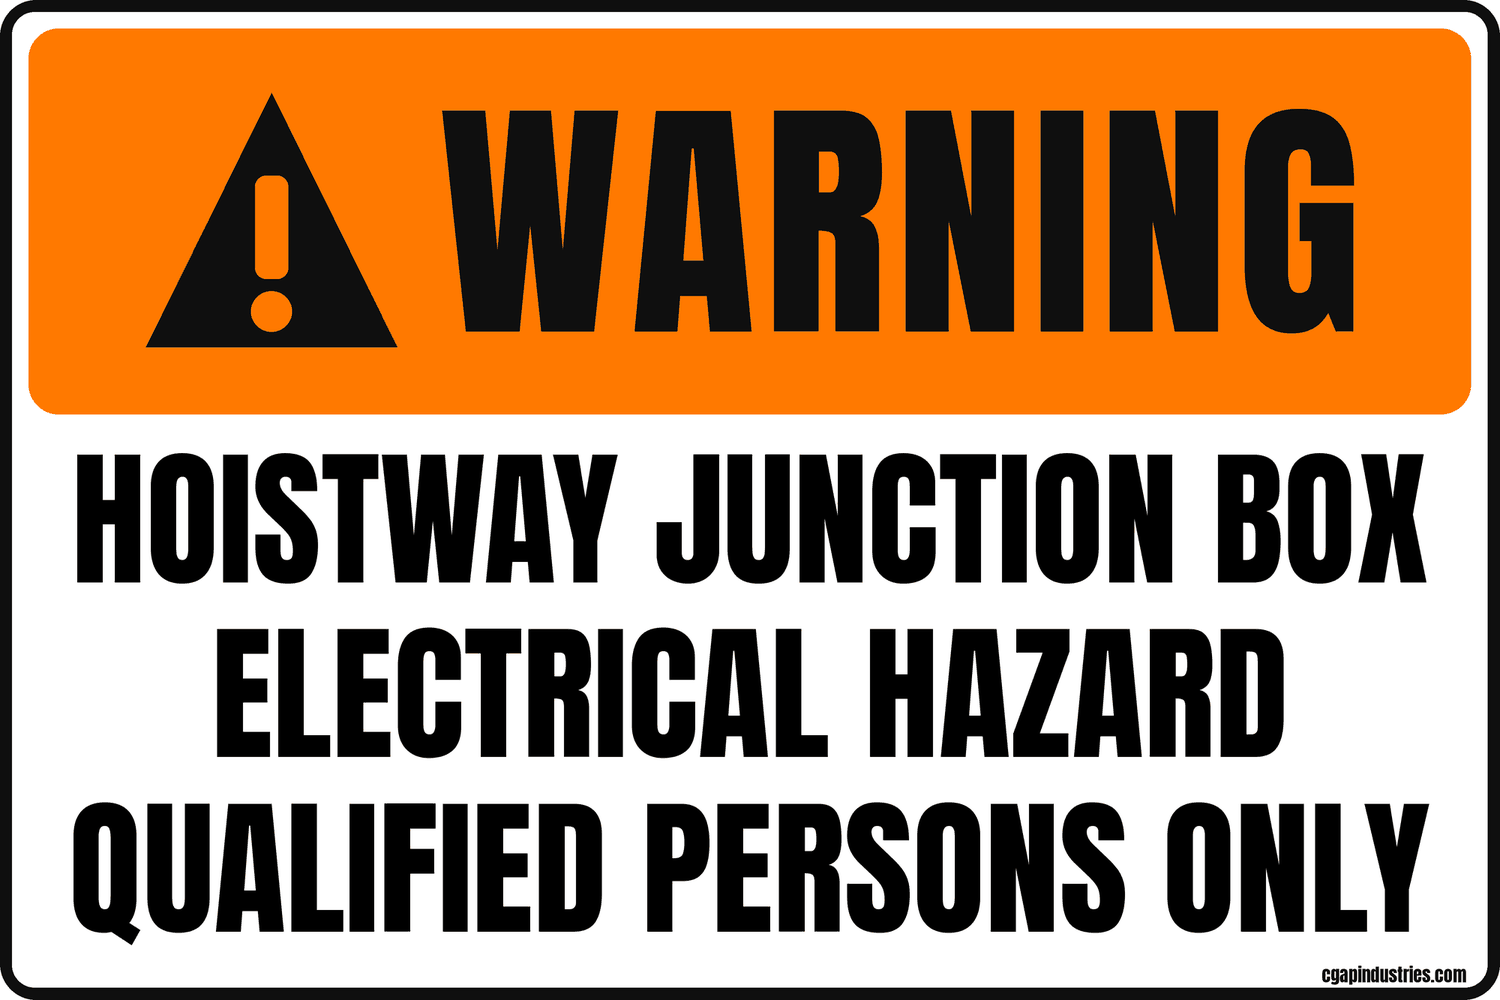 WARNING
HOISTWAY JUNCTION BOX
ELECTRICAL HAZARD
QUALIFIED PERSONS ONLY
cgapindustries.com